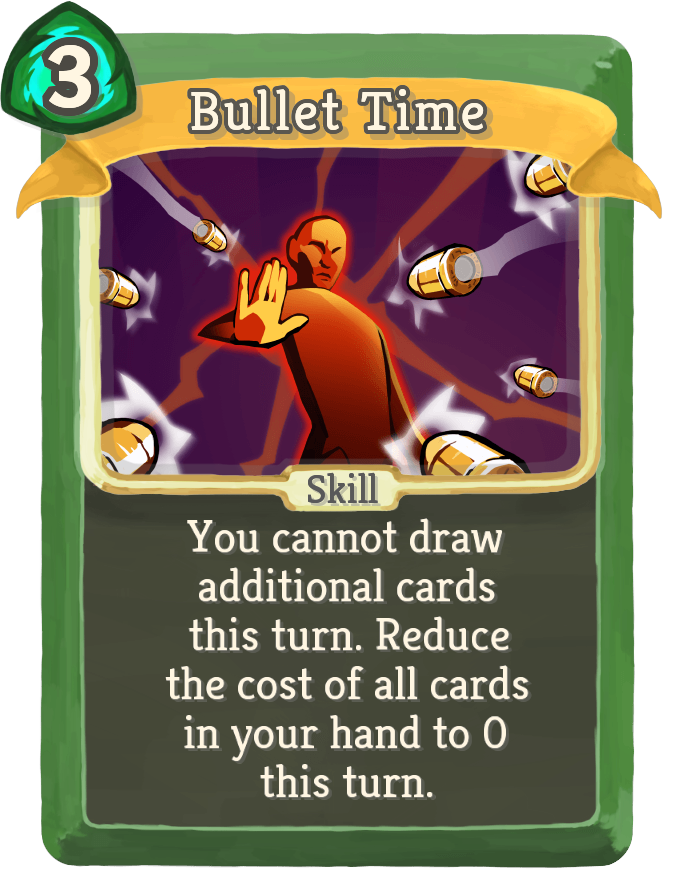 3
Bullet Time
Skill
You cannot draw
additional cards
this turn. Reduce
the cost of all cards
in your hand to 0
this turn.